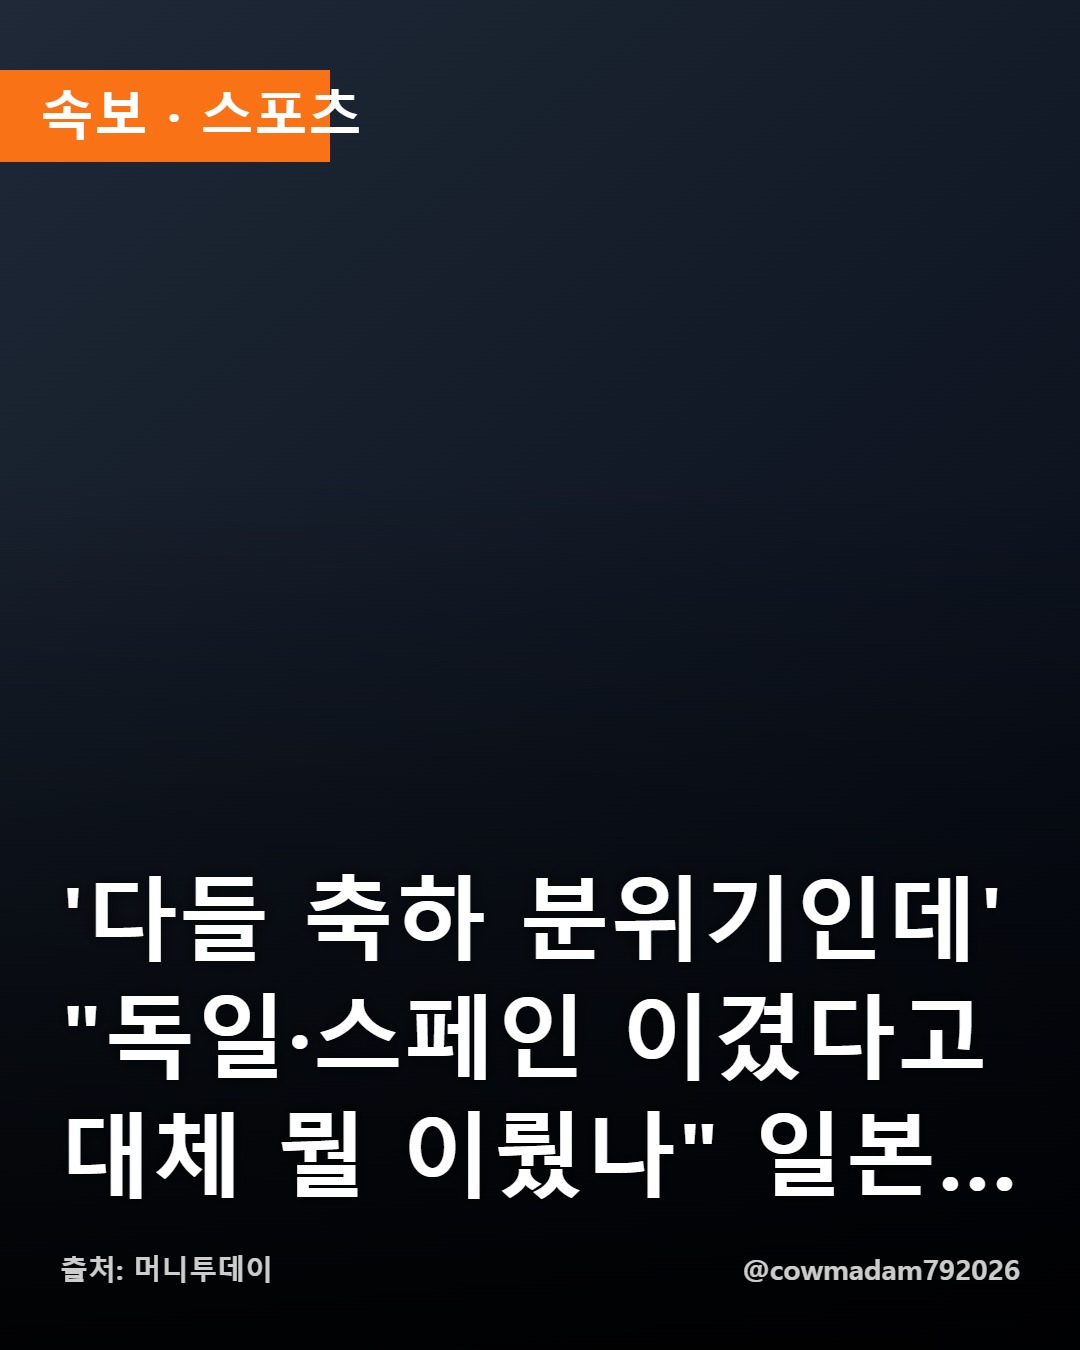 속보 · 스포츠
'다들 축하 분위기인데'
"독일·스페인 이겼다고
대체 뭘 이뤘나" 일본...
출처: 머니투데이
@cowmadam792026